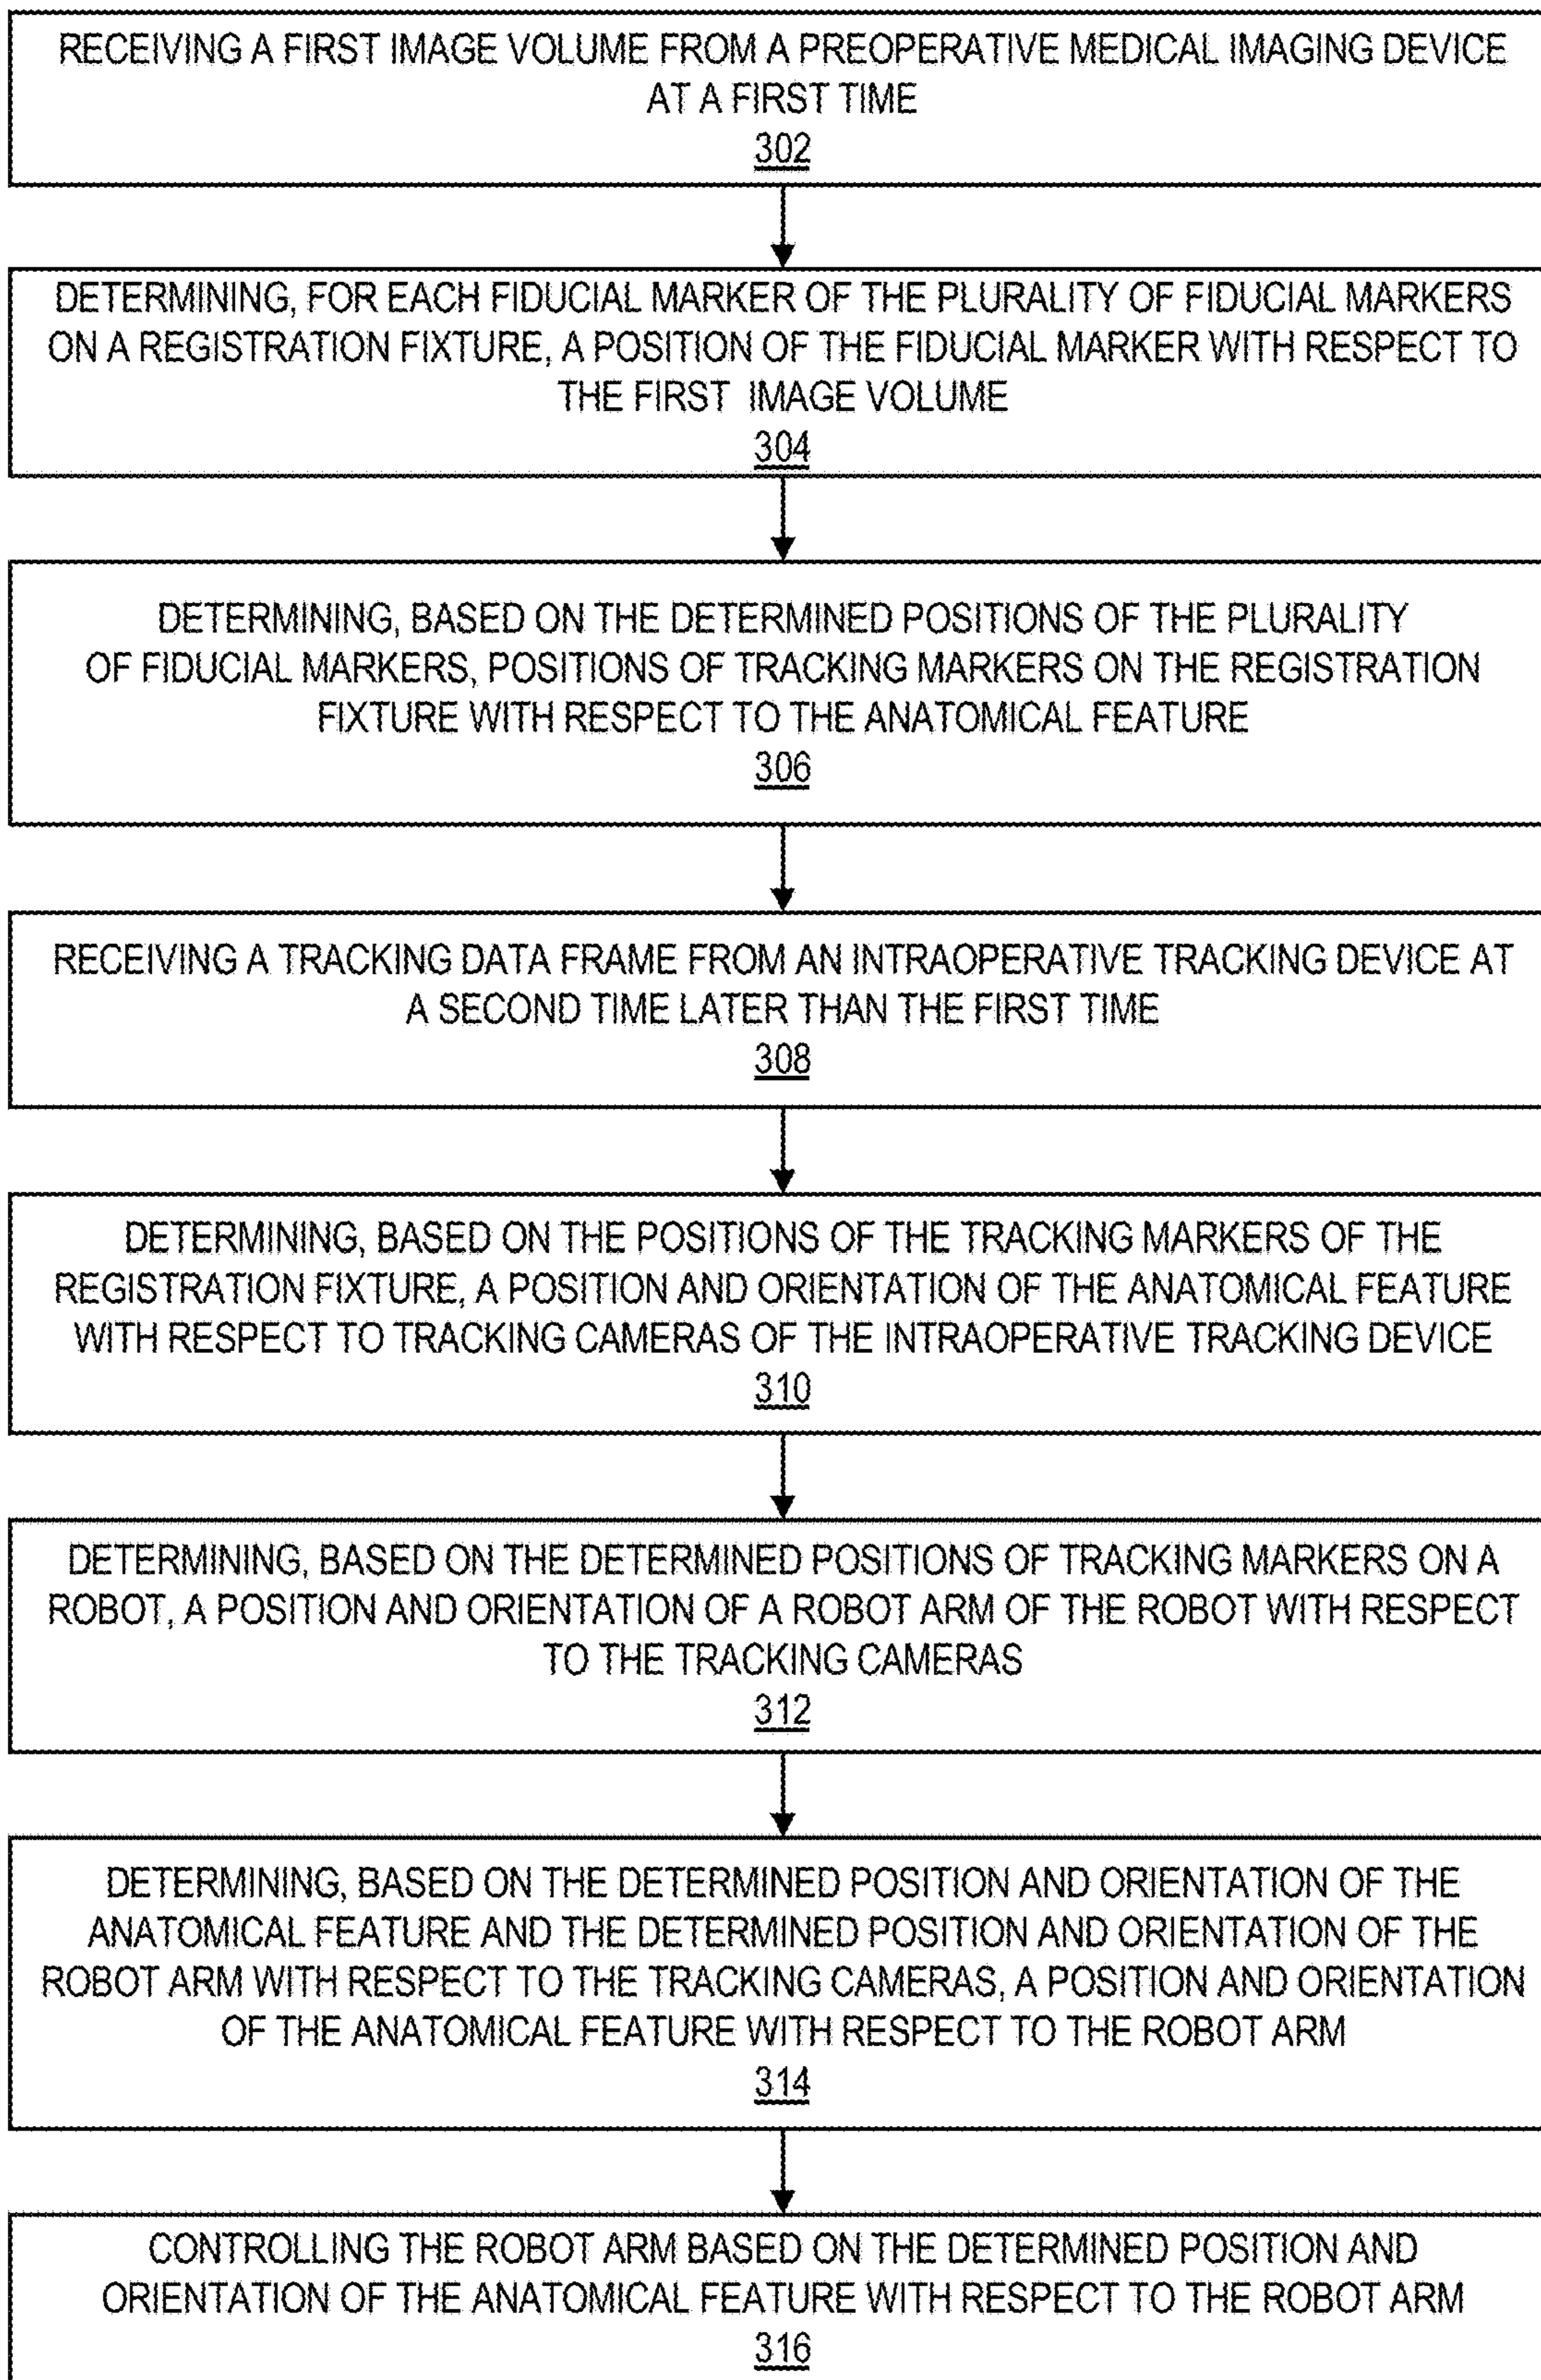 RECEIVING A FIRST IMAGE VOLUME FROM A PREOPERATIVE MEDICAL IMAGING DEVICE
AT A FIRST TIME
302
DETERMINING, FOR EACH FIDUCIAL MARKER OF THE PLURALITY OF FIDUCIAL MARKERS
ON A REGISTRATION FIXTURE, A POSITION OF THE FIDUCIAL MARKER WITH RESPECT TO
THE FIRST IMAGE VOLUME
304
DETERMINING, BASED ON THE DETERMINED POSITIONS OF THE PLURALITY
OF FIDUCIAL MARKERS, POSITIONS OF TRACKING MARKERS ON THE REGISTRATION
FIXTURE WITH RESPECT TO THE ANATOMICAL FEATURE
306
RECEIVING A TRACKING DATA FRAME FROM AN INTRAOPERATIVE TRACKING DEVICE AT
A SECOND TIME LATER THAN THE FIRST TIME
308
DETERMINING, BASED ON THE POSITIONS OF THE TRACKING MARKERS OF THE
REGISTRATION FIXTURE, A POSITION AND ORIENTATION OF THE ANATOMICAL FEATURE
WITH RESPECT TO TRACKING CAMERAS OF THE INTRAOPERATIVE TRACKING DEVICE
310
DETERMINING, BASED ON THE DETERMINED POSITIONS OF TRACKING MARKERS ON A
ROBOT, A POSITION AND ORIENTATION OF A ROBOT ARM OF THE ROBOT WITH RESPECT
TO THE TRACKING CAMERAS
312
DETERMINING, BASED ON THE DETERMINED POSITION AND ORIENTATION OF THE
ANATOMICAL FEATURE AND THE DETERMINED POSITION AND ORIENTATION OF THE
ROBOT ARM WITH RESPECT TO THE TRACKING CAMERAS, A POSITION AND ORIENTATION
OF THE ANATOMICAL FEATURE WITH RESPECT TO THE ROBOT ARM
314
CONTROLLING THE ROBOT ARM BASED ON THE DETERMINED POSITION AND
ORIENTATION OF THE ANATOMICAL FEATURE WITH RESPECT TO THE ROBOT ARM
316